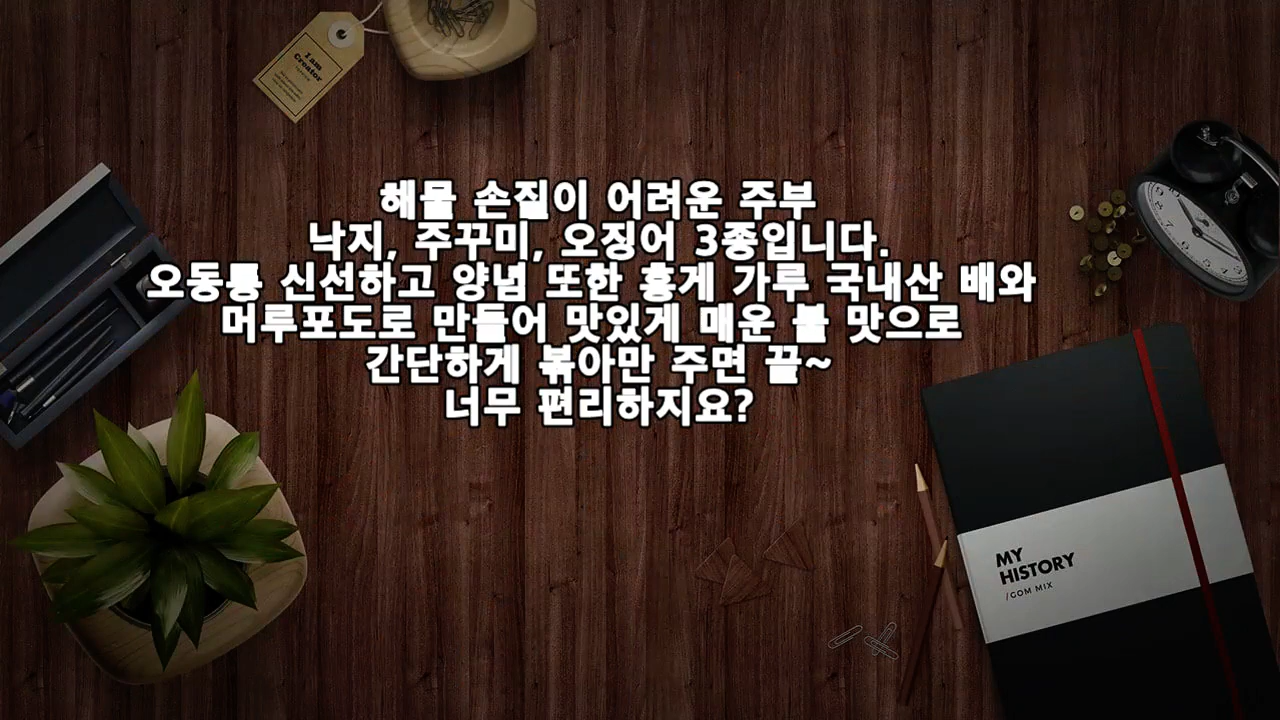 I am
Creator
해물 손질이 어려운 주부
낙지, 주꾸미, 오징어 3종입니다.
오동통 신선하고 양념 또한 홍게 가루 국내산 배와
머루포도로 만들어 맛있게 매운 불 맛으로
간단하게 볶아만 주면 끝~
너무 편리하지요?
MY
HISTORY
/GOM MIX